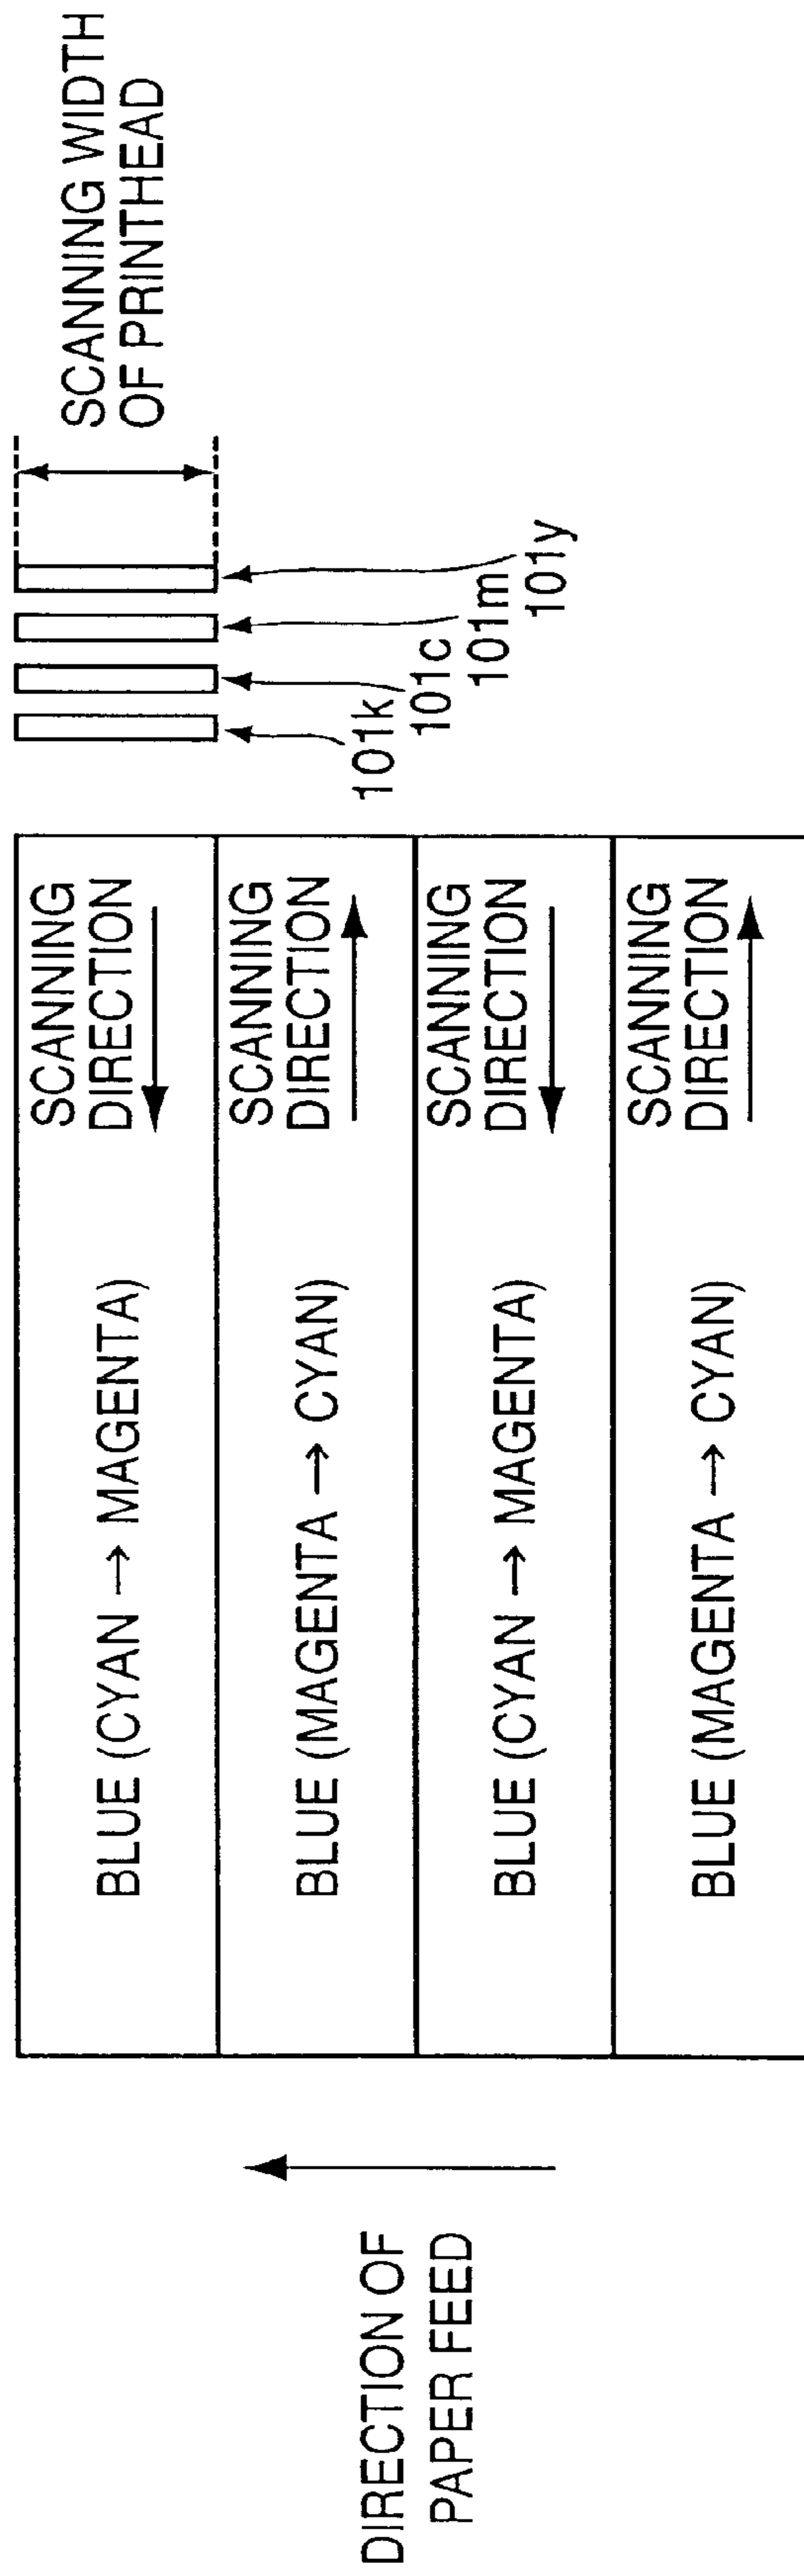 SCANNING WIDTH
OF PRINTHEAD
101k
101c
101m
101y
BLUE (CYAN → MAGENTA)
SCANNING
DIRECTION
BLUE (MAGENTA → CYAN)
SCANNING
DIRECTION
BLUE (CYAN → MAGENTA)
SCANNING
DIRECTION
BLUE (MAGENTA → CYAN)
SCANNING
DIRECTION
DIRECTION OF
PAPER FEED